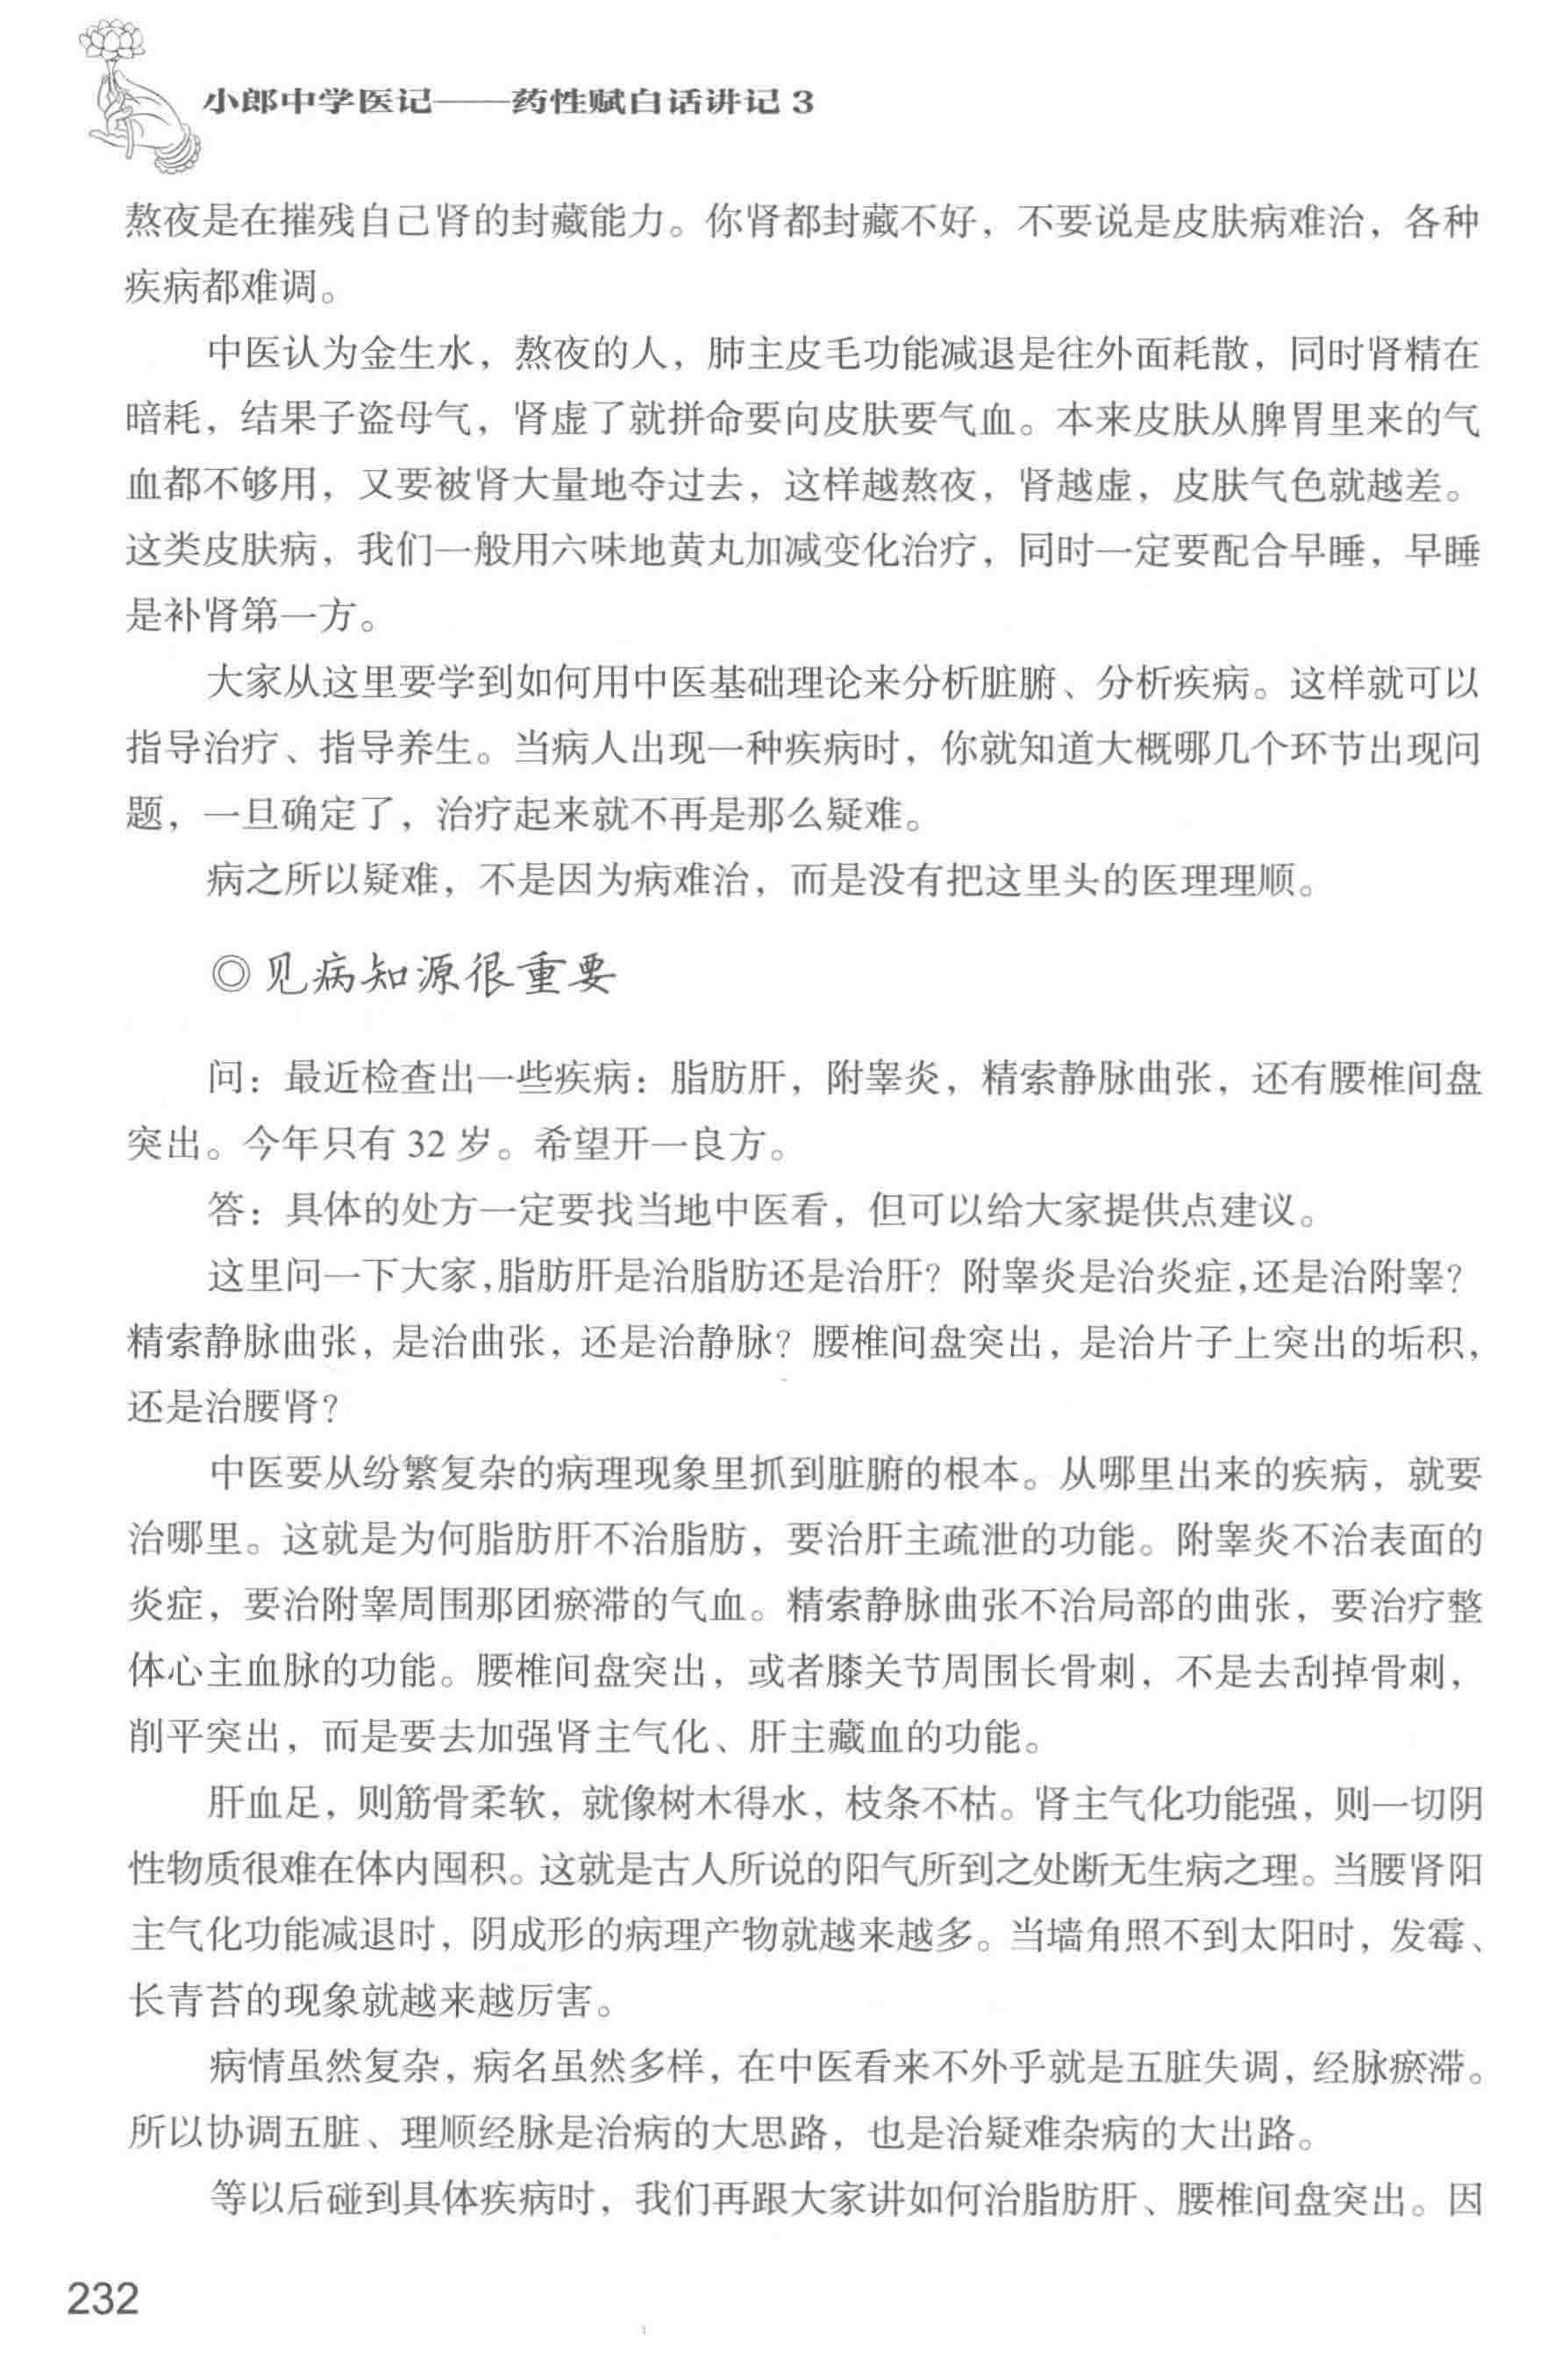 小郎中学医记——药性赋白话讲记 3
熬夜是在摧残自己肾的封藏能力。你肾都封藏不好，不要说是皮肤病难治，各种
疾病都难调。
中医认为金生水，熬夜的人，肺主皮毛功能减退是往外面耗散，同时肾精在
暗耗，结果子盗母气，肾虚了就拼命要向皮肤要气血。本来皮肤从脾胃里来的气
血都不够用，又要被肾大量地夺过去，这样越熬夜，肾越虚，皮肤气色就越差。
这类皮肤病，我们一般用六味地黄丸加减变化治疗，同时一定要配合早睡，早睡
是补肾第一方。
大家从这里要学到如何用中医基础理论来分析脏腑、分析疾病。这样就可以
指导治疗、指导养生。当病人出现一种疾病时，你就知道大概哪几个环节出现问
题，一旦确定了，治疗起来就不再是那么疑难。
病之所以疑难，不是因为病难治，而是没有把这里头的医理理顺。
◎见病知源很重要
问：最近检查出一些疾病：脂肪肝，附睾炎，精索静脉曲张，还有腰椎间盘
突出。今年只有 32 岁。希望开一良方。
答：具体的处方一定要找当地中医看，但可以给大家提供点建议。
这里问一下大家，脂肪肝是治脂肪还是治肝？附睾炎是治炎症，还是治附睾？
精索静脉曲张，是治曲张，还是治静脉？腰椎间盘突出，是治片子上突出的垢积，
还是治腰肾？
中医要从纷繁复杂的病理现象里抓到脏腑的根本。从哪里出来的疾病，就要
治哪里。这就是为何脂肪肝不治脂肪，要治肝主疏泄的功能。附睾炎不治表面的
炎症，要治附睾周围那团瘀滞的气血。精索静脉曲张不治局部的曲张，要治疗整
体心主血脉的功能。腰椎间盘突出，或者膝关节周围长骨刺，不是去刮掉骨刺，
削平突出，而是要去加强肾主气化、肝主藏血的功能。
肝血足，则筋骨柔软，就像树木得水，枝条不枯。肾主气化功能强，则一切阴
性物质很难在体内囤积。这就是古人所说的阳气所到之处断无生病之理。当腰肾阳
主气化功能减退时，阴成形的病理产物就越来越多。当墙角照不到太阳时，发霉、
长青苔的现象就越来越厉害。
病情虽然复杂，病名虽然多样，在中医看来不外乎就是五脏失调，经脉瘀滞。
所以协调五脏、理顺经脉是治病的大思路，也是治疑难杂病的大出路。
等以后碰到具体疾病时，我们再跟大家讲如何治脂肪肝、腰椎间盘突出。因
232